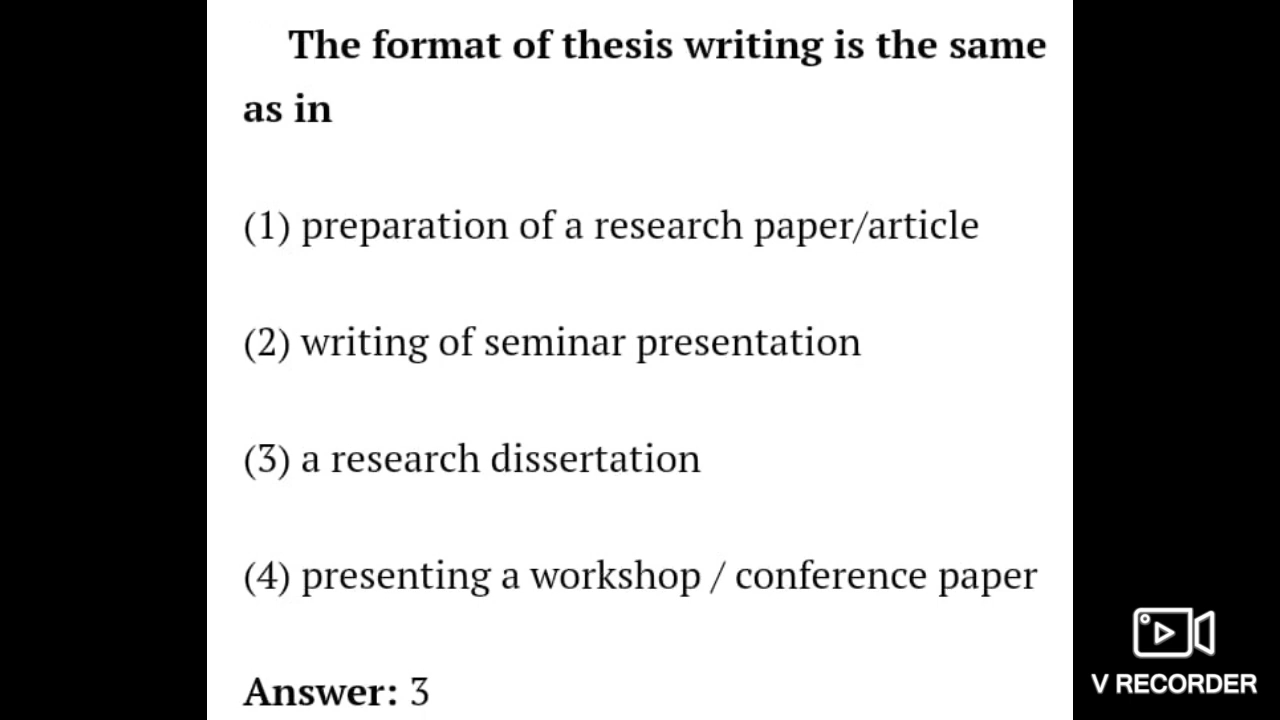 The format of thesis writing is the same
as in
(1) preparation of a research paper/article
(2) writing of seminar presentation
(3) a research dissertation
(4) presenting a workshop / conference paper
Answer: 3
V RECORDER